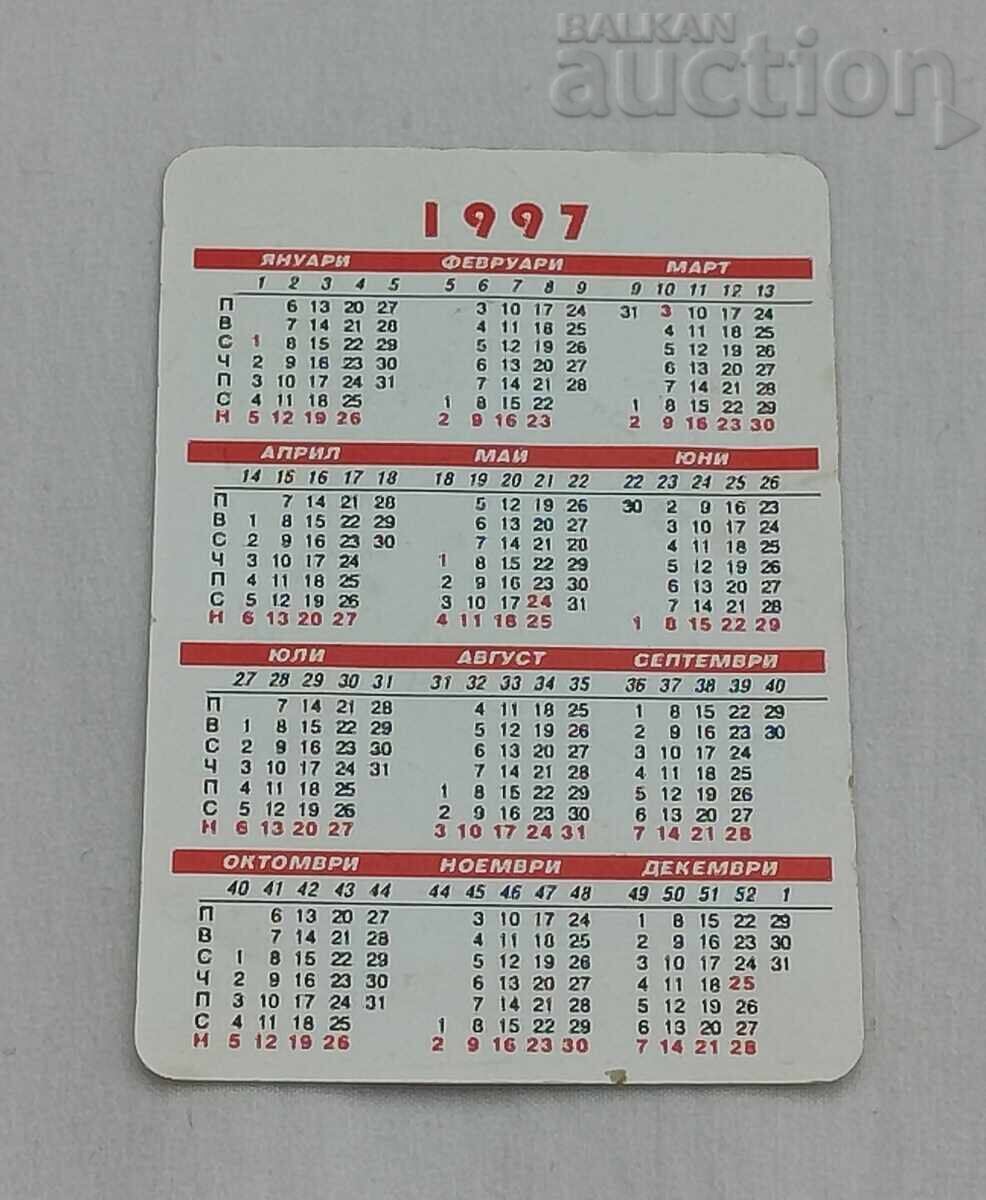 BALKAN
auction
1997
ЯНУАРИ ФЕВРУАРИ МАРТ
1 2 3 4 5 5 6 7 8 9 9 10 11 12 13
П 6 13 20 27 3 10 17 24 31 3 10 17 24
В 7 14 21 28 4 11 18 25 4 11 18 25
С 1 8 15 22 29 5 12 19 26 5 12 19 26
Ч 2 9 16 23 30 6 13 20 27 6 13 20 27
П 3 10 17 24 31 7 14 21 28 7 14 21 28
С 4 11 18 25 1 8 15 22 1 8 15 22 29
Н 5 12 19 26 2 9 16 23 2 9 16 23 30
АПРИЛ МАЙ ЮНИ
14 15 16 17 18 18 19 20 21 22 22 23 24 25 26
П 7 14 21 28 5 12 19 26 30 2 9 16 23
В 1 8 15 22 29 6 13 20 27 3 10 17 24
С 2 9 16 23 30 7 14 21 28 4 11 18 25
Ч 3 10 17 24 1 8 15 22 29 5 12 19 26
П 4 11 18 25 2 9 16 23 30 6 13 20 27
С 5 12 19 26 3 10 17 24 31 7 14 21 28
Н 6 13 20 27 4 11 18 25 1 8 15 22 29
ЮЛИ АВГУСТ СЕПТЕМВРИ
27 28 29 30 31 31 32 33 34 35 36 37 38 39 40
П 7 14 21 28 4 11 18 25 1 8 15 22 29
В 1 8 15 22 29 5 12 19 26 2 9 16 23 30
С 2 9 16 23 30 6 13 20 27 3 10 17 24
Ч 3 10 17 24 31 7 14 21 28 4 11 18 25
П 4 11 18 25 1 8 15 22 29 5 12 19 26
С 5 12 19 26 2 9 16 23 30 6 13 20 27
Н 6 13 20 27 3 10 17 24 31 7 14 21 28
ОКТОМВРИ НОЕМВРИ ДЕКЕМВРИ
40 41 42 43 44 44 45 46 47 48 49 50 51 52 1
П 6 13 20 27 3 10 17 24 1 8 15 22 29
В 7 14 21 28 4 11 18 25 2 9 16 23 30
С 1 8 15 22 29 5 12 19 26 3 10 17 24 31
Ч 2 9 16 23 30 6 13 20 27 4 11 18 25
П 3 10 17 24 31 7 14 21 28 5 12 19 26
С 4 11 18 25 1 8 15 22 29 6 13 20 27
Н 5 12 19 26 2 9 16 23 30 7 14 21 28